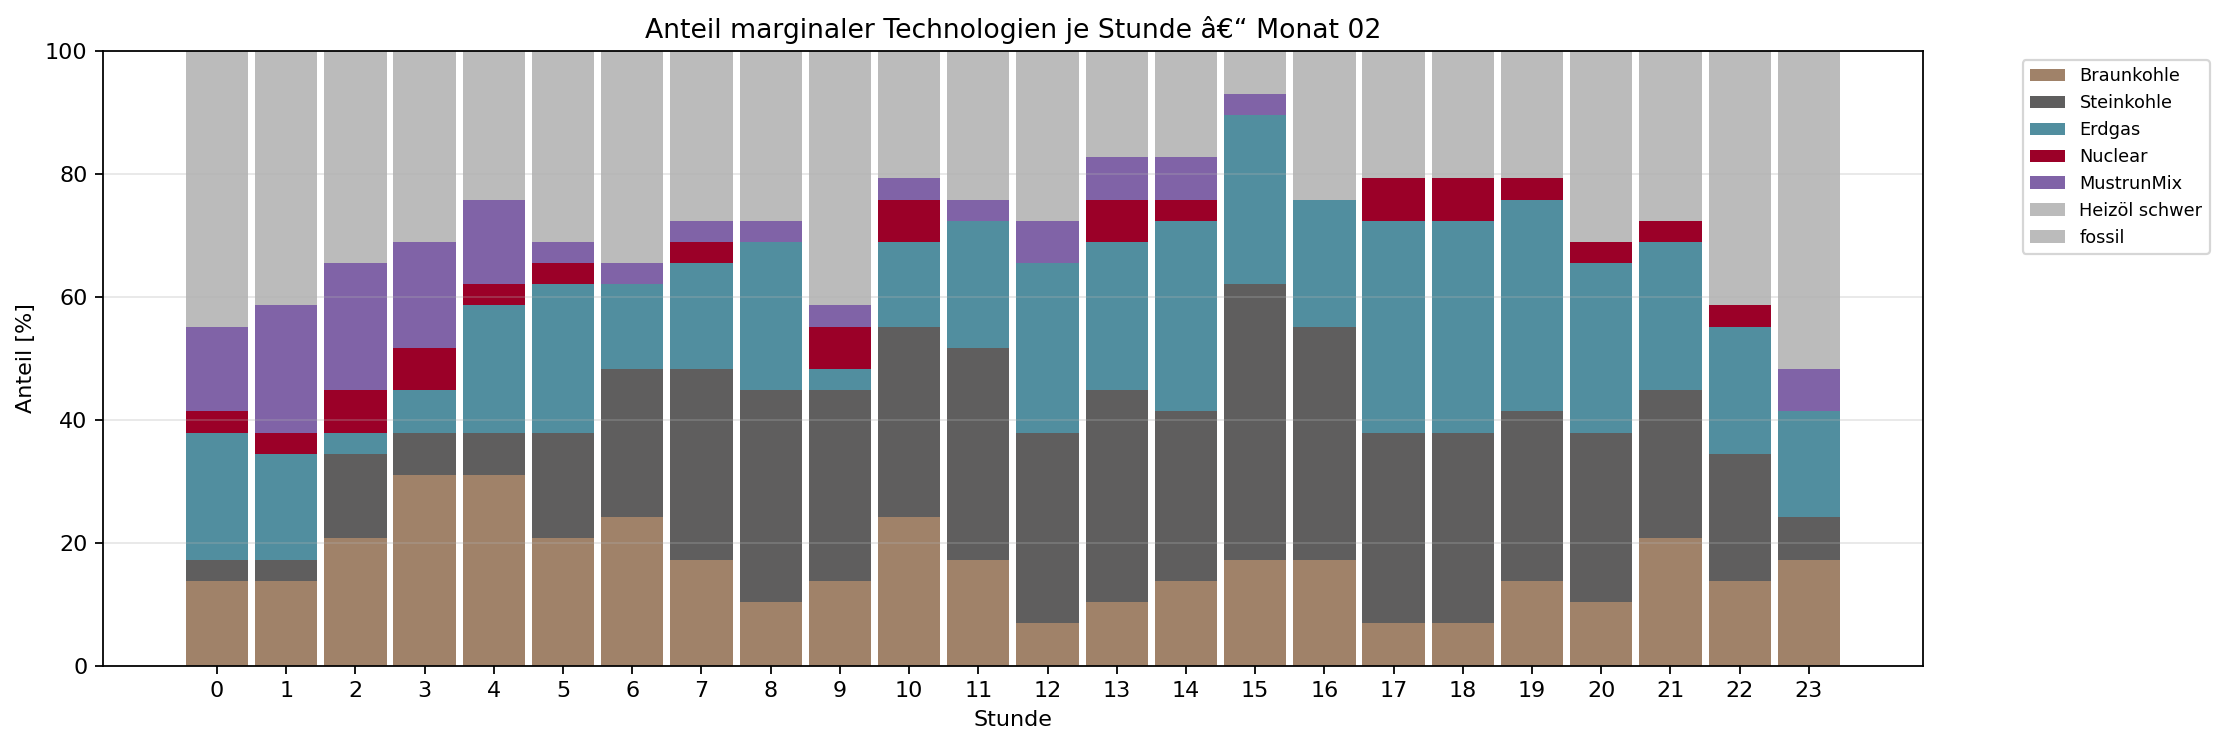 Anteil marginaler Technologien je Stunde â€“ Monat 02
Anteil [%]
100
80
60
40
20
0
0 1 2 3 4 5 6 7 8 9 10 11 12 13 14 15 16 17 18 19 20 21 22 23
Stunde
Braunkohle
Steinkohle
Erdgas
Nuclear
MustrunMix
Heizöl schwer
fossil